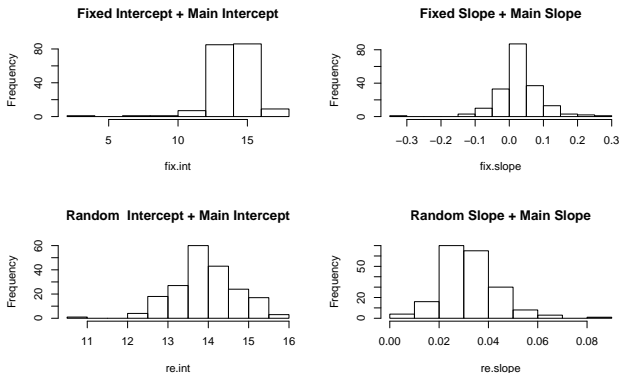 Fixed Intercept + Main Intercept
Frequency
0
40
80
5
10
15
fix.int
Fixed Slope + Main Slope
Frequency
0
40
80
−0.3
−0.2
−0.1
0.0
0.1
0.2
0.3
fix.slope
Random  Intercept + Main Intercept
Frequency
0
20
40
60
11
12
13
14
15
16
re.int
Random Slope + Main Slope
Frequency
0
20
50
0.00
0.02
0.04
0.06
0.08
re.slope